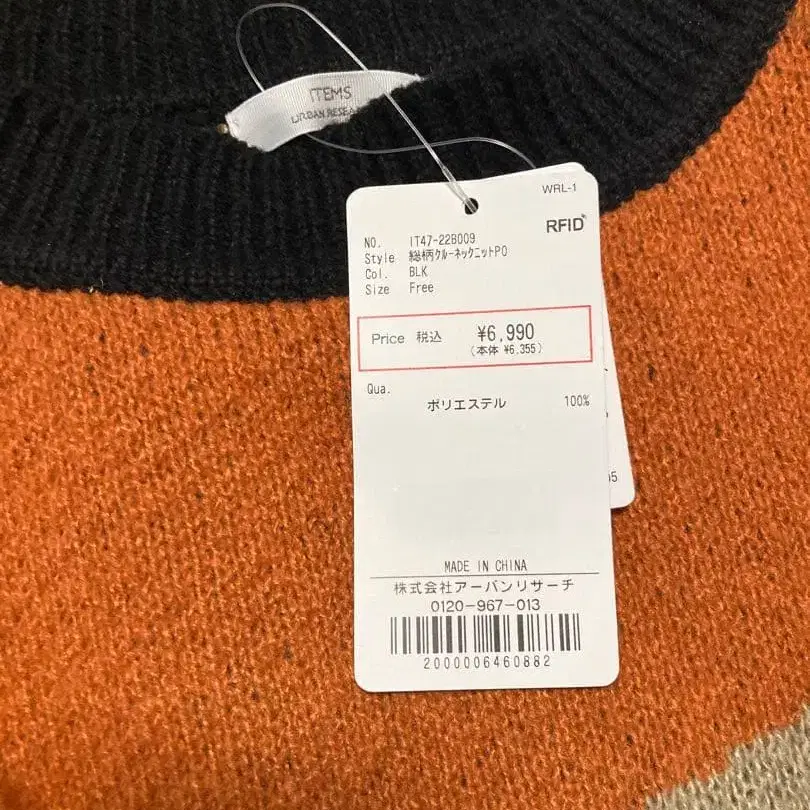 ITEMS
URBAN RESEA
WRL-1
RFID
NO. IT47-22B009
Style 総柄クルーネックニットPO
Col. BLK
Size Free
Price 税込 ¥6,990
(本体 ¥6,355)
Qua.
ポリエステル 100%
MADE IN CHINA
株式会社アーバンリサーチ
0120-967-013
2000006460882